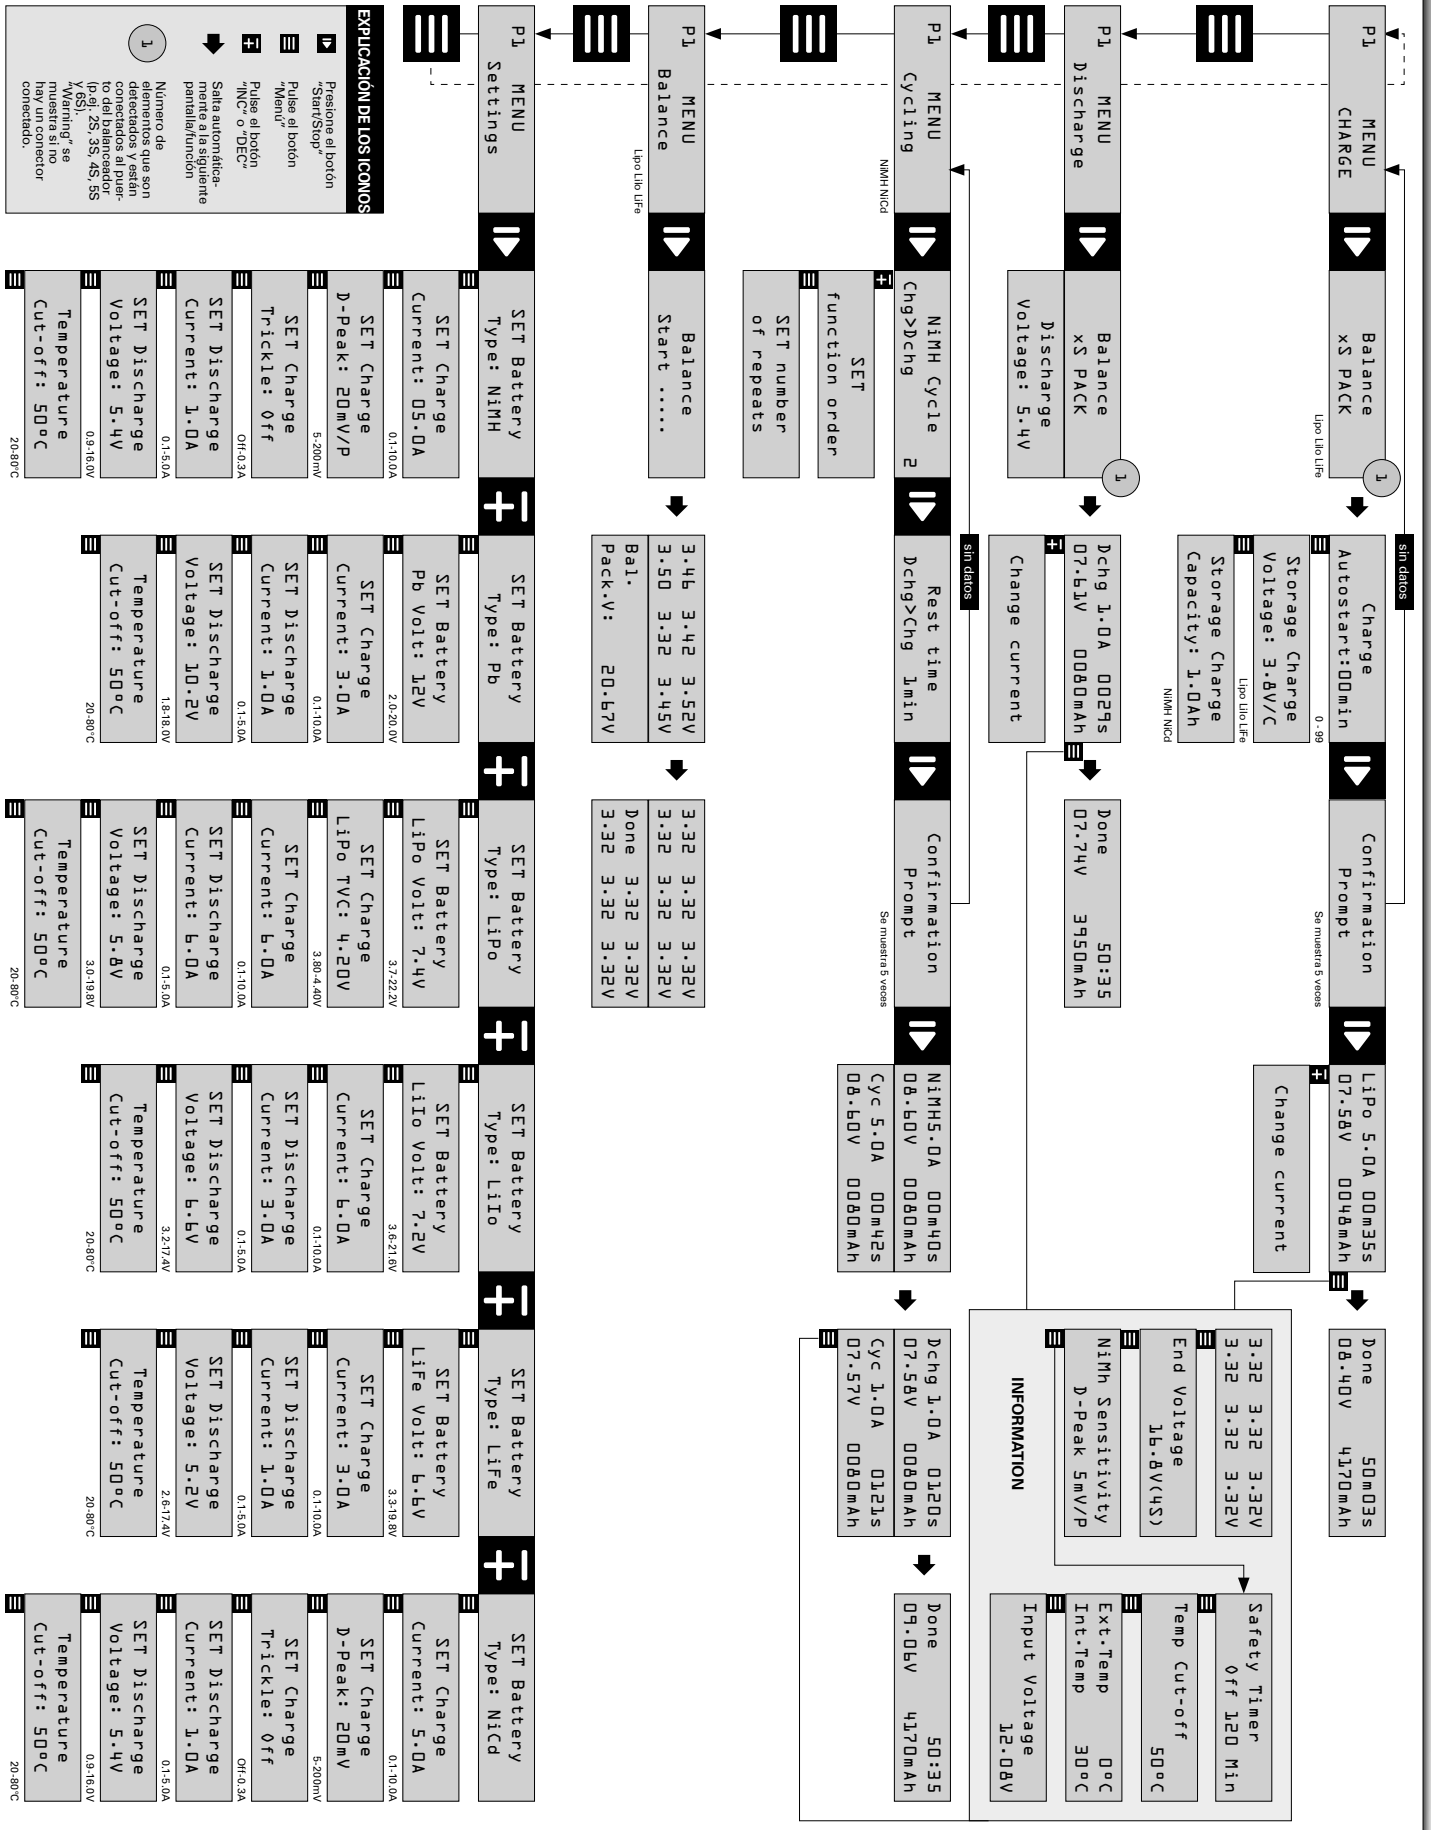 P1 MENU
CHARGE
Balance
xS PACK
1
Lipo LiIo LiFe
sin datos
Charge
Autostart:00min
0 - 99
Storage Charge
Voltage: 3.8V/C
Lipo LiIo LiFe
Storage Charge
Capacity: 1.0Ah
NiMH NiCd
Confirmation
Prompt
Se muestra 5 veces
LiPo 5.0A 00m35s
07.58V 0048mAh
Change current
Done 50m03s
08.40V 4170mAh
P1 MENU
Discharge
Balance
xS PACK
1
Discharge
Voltage: 5.4V
Dchg 1.0A 0029s
07.61V 0080mAh
Change current
Done 50:35
07.74V 3950mAh
INFORMATION
3.32 3.32 3.32V
3.32 3.32 3.32V
End Voltage
16.8V(4S)
NiMh Sensitivity
D-Peak 5mV/P
Safety Timer
Off 120 Min
Temp Cut-off
50ºC
Ext.Temp 0ºC
Int.Temp 30ºC
Input Voltage
12.08V
P1 MENU
Cycling
NiMH NiCd
NiMH Cycle
Chg>Dchg 2
SET
function order
SET number
of repeats
sin datos
Rest time
Dchg>Chg 1min
Confirmation
Prompt
Se muestra 5 veces
NiMH5.0A 00m40s
08.60V 0080mAh
Cyc 5.0A 00m42s
08.60V 0080mAh
Dchg 1.0A 0120s
07.58V 0080mAh
Cyc 1.0A 0121s
07.57V 0080mAh
Done 50:35
09.06V 4170mAh
P1 MENU
Balance
Lipo LiIo LiFe
Balance
Start .....
3.46 3.42 3.52V
3.50 3.32 3.45V
Bal.
Pack.V: 20.67V
3.32 3.32 3.32V
3.32 3.32 3.32V
Done 3.32 3.32V
3.32 3.32 3.32V
P1 MENU
Settings
SET Battery
Type: NiMH
SET Charge
Current: 05.0A
0.1-10.0A
SET Charge
D-Peak: 20mV/P
5-200mV
SET Charge
Trickle: Off
Off-0.3A
SET Discharge
Current: 1.0A
0.1-5.0A
SET Discharge
Voltage: 5.4V
0.9-16.0V
Temperature
Cut-off: 50ºC
20-80°C
SET Battery
Type: Pb
SET Battery
Pb Volt: 12V
2.0-20.0V
SET Charge
Current: 3.0A
0.1-10.0A
SET Discharge
Current: 1.0A
0.1-5.0A
SET Discharge
Voltage: 10.2V
1.8-18.0V
Temperature
Cut-off: 50ºC
20-80°C
SET Battery
Type: LiPo
SET Battery
LiPo Volt: 7.4V
3.7-22.2V
SET Charge
LiPo TVC: 4.20V
3.80-4.40V
SET Charge
Current: 6.0A
0.1-10.0A
SET Discharge
Current: 6.0A
0.1-5.0A
SET Discharge
Voltage: 5.8V
3.0-19.8V
Temperature
Cut-off: 50ºC
20-80°C
SET Battery
Type: LiIo
SET Battery
LiIo Volt: 7.2V
3.6-21.6V
SET Charge
Current: 6.0A
0.1-10.0A
SET Discharge
Current: 3.0A
0.1-5.0A
SET Discharge
Voltage: 6.6V
3.2-17.4V
Temperature
Cut-off: 50ºC
20-80°C
SET Battery
Type: LiFe
SET Battery
LiFe Volt: 6.6V
3.3-19.8V
SET Charge
Current: 3.0A
0.1-10.0A
SET Discharge
Current: 1.0A
0.1-5.0A
SET Discharge
Voltage: 5.2V
2.6-17.4V
Temperature
Cut-off: 50ºC
20-80°C
SET Battery
Type: NiCd
SET Charge
Current: 5.0A
0.1-10.0A
SET Charge
D-Peak: 20mV
5-200mV
SET Charge
Trickle: Off
Off-0.3A
SET Discharge
Current: 1.0A
0.1-5.0A
SET Discharge
Voltage: 5.4V
0.9-16.0V
Temperature
Cut-off: 50ºC
20-80°C
EXPLICACIÓN DE LOS ICONOS
Presione el botón
"Start/Stop"
Pulse el botón
"Menú"
Pulse el botón
"INC" o "DEC"
Salta automática-
mente a la siguiente
pantalla/función
1
Número de
elementos que son
detectados y están
conectados al puer-
to del balanceador
(p.ej. 2S, 3S, 4S, 5S
y 6S).
"Warning" se
muestra si no
hay un conector
conectado.